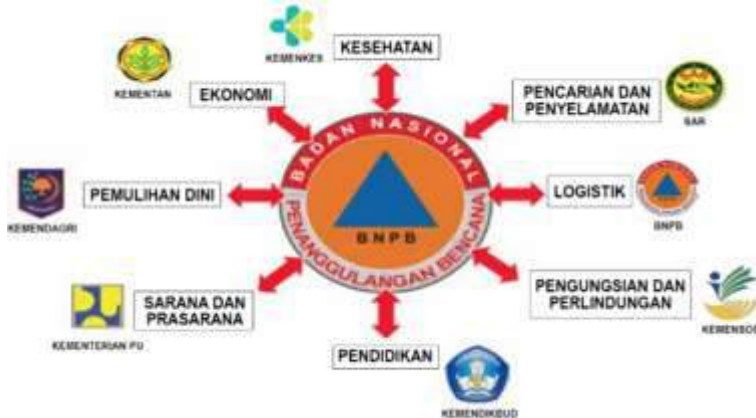 KESEHATAN
KEMENKES
PENCARIAN DAN
PENYELAMATAN
SAR
LOGISTIK
BNPB
PENGUNGSIAN DAN
PERLINDUNGAN
KEMENSOS
PENDIDIKAN
KEMENDIKBUD
SARANA DAN
PRASARANA
KEMENTERIAN PU
PEMULIHAN DINI
KEMENDAGRI
EKONOMI
KEMENTAN
BADAN NASIONAL
PENANGGULANGAN BENCANA
BNPB